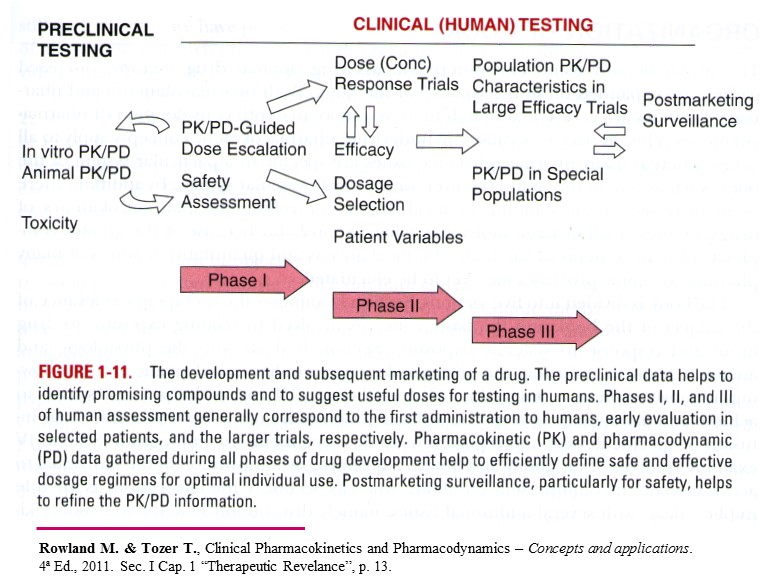 PRECLINICAL
TESTING
CLINICAL (HUMAN) TESTING
In vitro PK/PD
Animal PK/PD
Toxicity
PK/PD-Guided
Dose Escalation
Safety
Assessment
Dose (Conc)
Response Trials
Efficacy
Dosage
Selection
Patient Variables
Population PK/PD
Characteristics in
Large Efficacy Trials
PK/PD in Special
Populations
Postmarketing
Surveillance
Phase I
Phase II
Phase III
FIGURE 1-11. The development and subsequent marketing of a drug. The preclinical data helps to
identify promising compounds and to suggest useful doses for testing in humans. Phases I, II, and III
of human assessment generally correspond to the first administration to humans, early evaluation in
selected patients, and the larger trials, respectively. Pharmacokinetic (PK) and pharmacodynamic
(PD) data gathered during all phases of drug development help to efficiently define safe and effective
dosage regimens for optimal individual use. Postmarketing surveillance, particularly for safety, helps
to refine the PK/PD information.
Rowland M. & Tozer T., Clinical Pharmacokinetics and Pharmacodynamics – Concepts and applications.
4ª Ed., 2011. Sec. I Cap. 1 “Therapeutic Revelance”, p. 13.